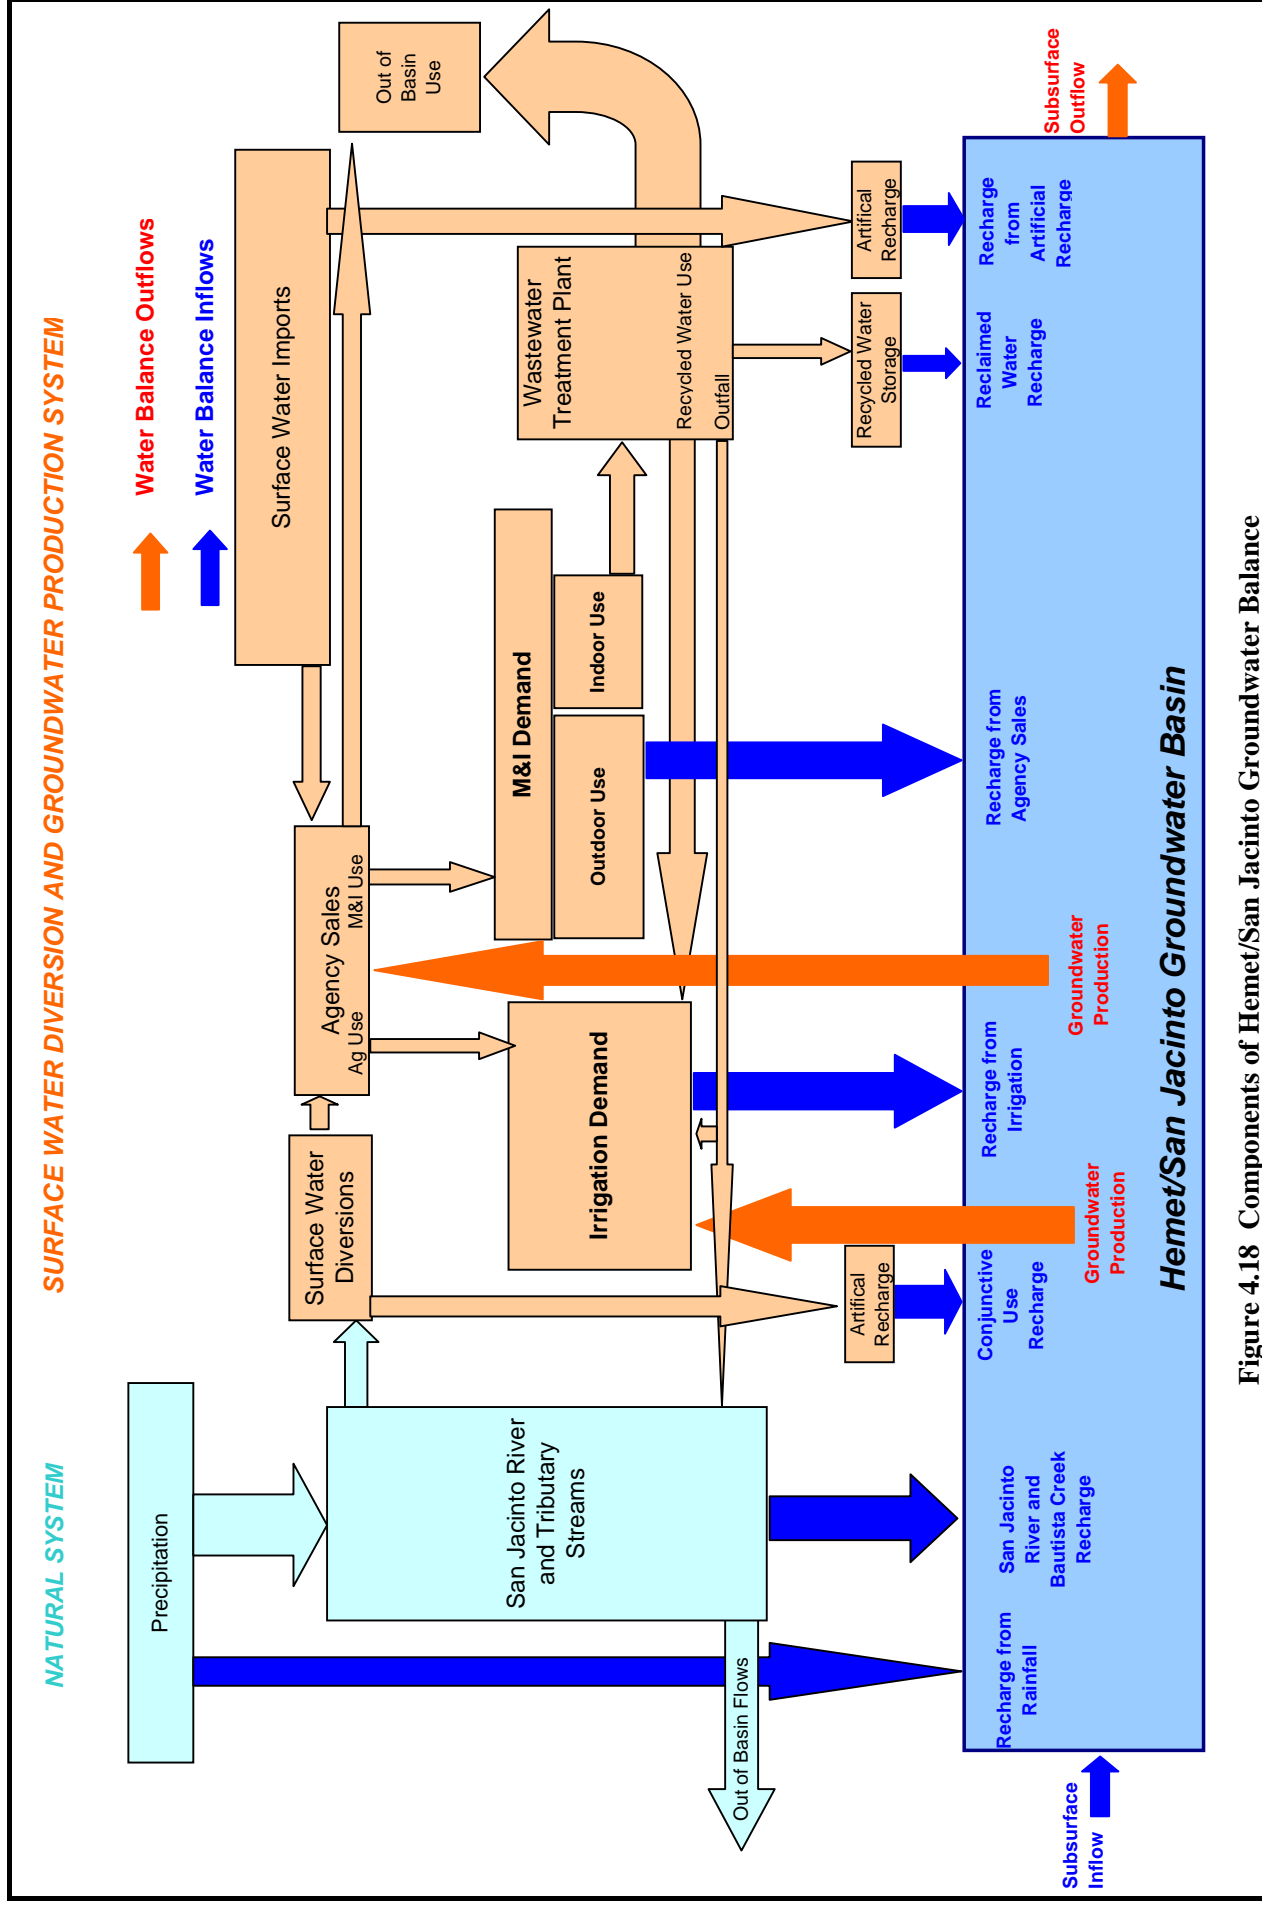 NATURAL SYSTEM
SURFACE WATER DIVERSION AND GROUNDWATER PRODUCTION SYSTEM
Water Balance Outflows
Water Balance Inflows
Precipitation
Surface Water Imports
Surface Water
Diversions
Agency Sales
Ag Use
M&I Use
Out of
Basin
Use
San Jacinto River
and Tributary
Streams
Irrigation Demand
M&I Demand
Outdoor Use
Indoor Use
Wastewater
Treatment Plant
Recycled Water Use
Outfall
Out of Basin Flows
Artifical
Recharge
Recycled Water
Storage
Artifical
Recharge
Subsurface
Inflow
Recharge from
Rainfall
San Jacinto
River and
Bautista Creek
Recharge
Conjunctive
Use
Recharge
Groundwater
Production
Recharge from
Irrigation
Groundwater
Production
Recharge from
Agency Sales
Reclaimed
Water
Recharge
Recharge
from
Artificial
Recharge
Subsurface
Outflow
Hemet/San Jacinto Groundwater Basin
Figure 4.18 Components of Hemet/San Jacinto Groundwater Balance